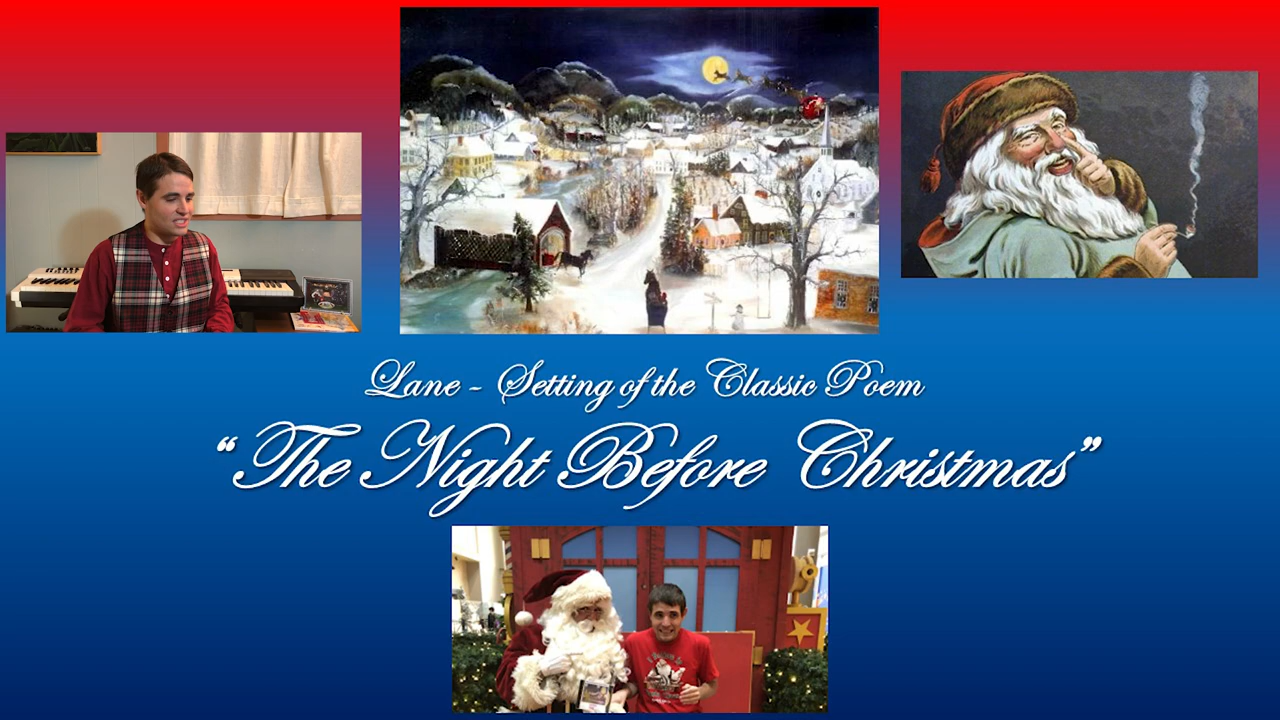 Lane - Setting of the Classic Poem
“The Night Before Christmas”